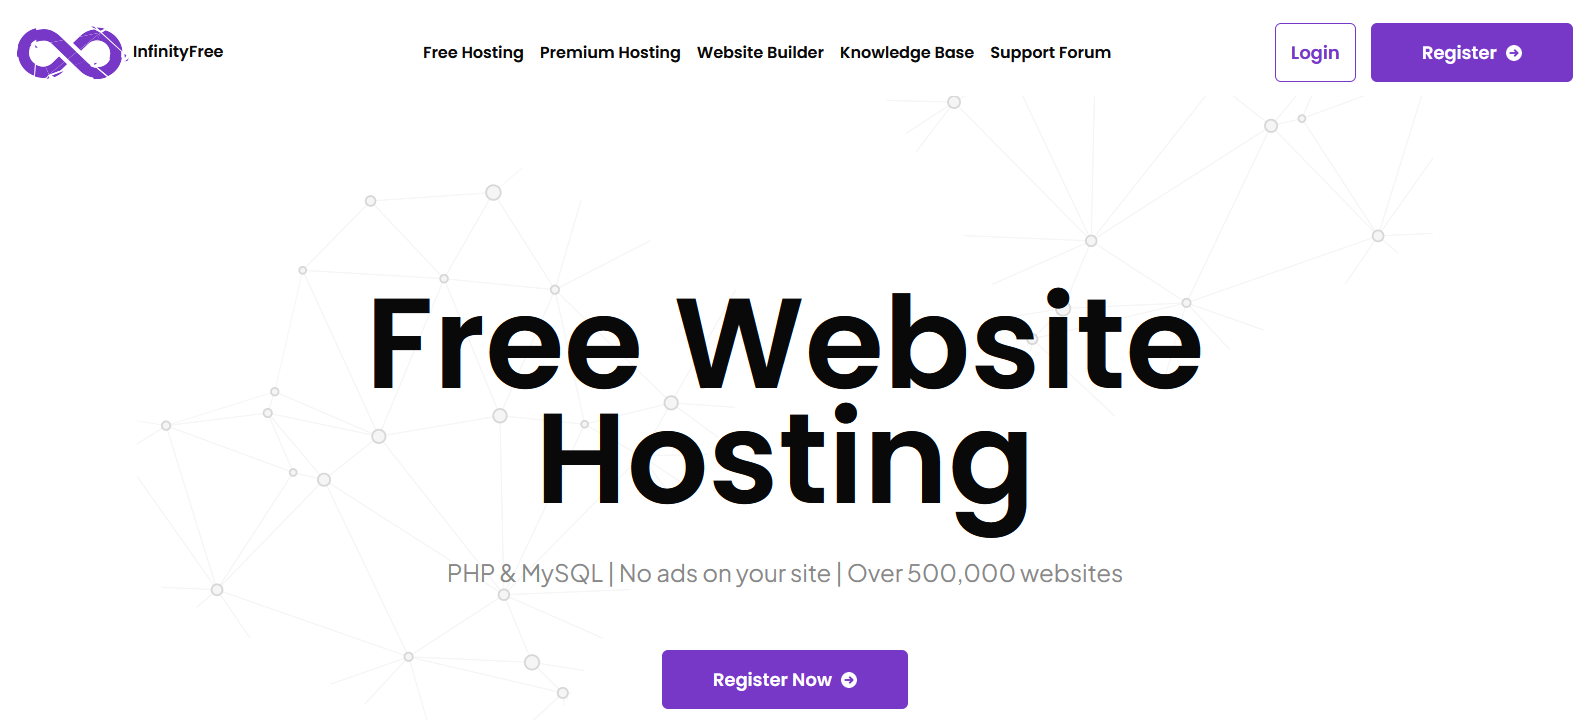 InfinityFree
Free Hosting Premium Hosting Website Builder Knowledge Base Support Forum
Login
Register
Free Website
Hosting
PHP & MySQL | No ads on your site | Over 500,000 websites
Register Now